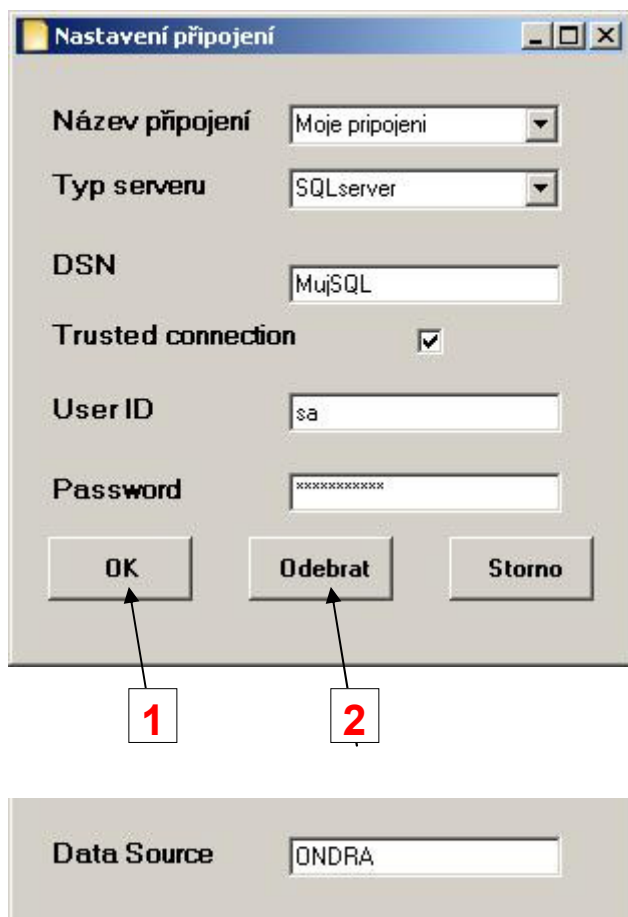 Nastavení připojení
Název připojení Moje pripojeni
Typ serveru SQLserver
DSN MujSQL
Trusted connection
User ID sa
Password ***********
OK Odebrat Storno
1 2
Data Source ONDRA